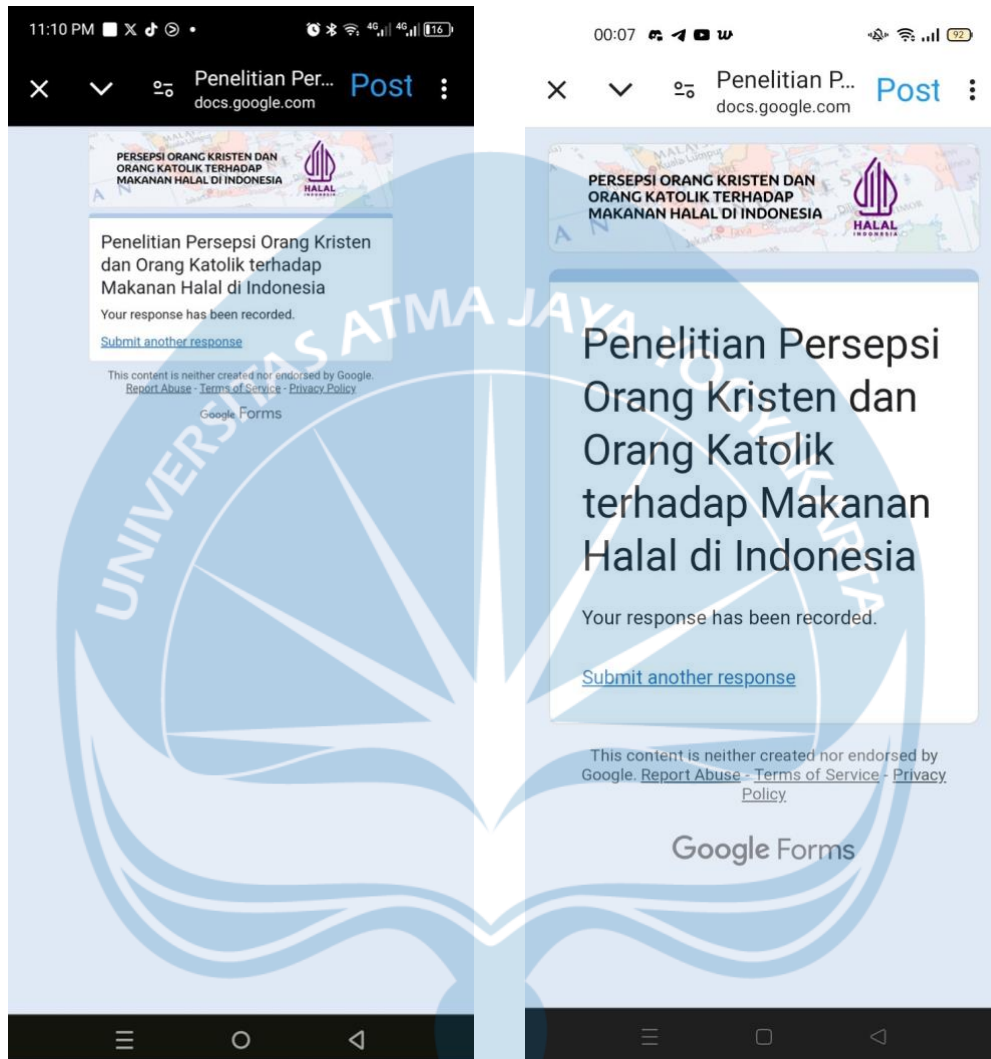 11:10 PM
4G 4G 16
Penelitian Per... Post
docs.google.com
PERSEPSI ORANG KRISTEN DAN
ORANG KATOLIK TERHADAP
MAKANAN HALAL DI INDONESIA
HALAL
INDONESIA
Penelitian Persepsi Orang Kristen
dan Orang Katolik terhadap
Makanan Halal di Indonesia
Your response has been recorded.
Submit another response
This content is neither created nor endorsed by Google.
Report Abuse - Terms of Service - Privacy Policy
Google Forms
00:07
92
Penelitian P... Post
docs.google.com
PERSEPSI ORANG KRISTEN DAN
ORANG KATOLIK TERHADAP
MAKANAN HALAL DI INDONESIA
HALAL
INDONESIA
Penelitian Persepsi
Orang Kristen dan
Orang Katolik
terhadap Makanan
Halal di Indonesia
Your response has been recorded.
Submit another response
This content is neither created nor endorsed by
Google. Report Abuse - Terms of Service - Privacy
Policy
Google Forms
UNIVERSITAS ATMA JAYA YOGYAKARTA